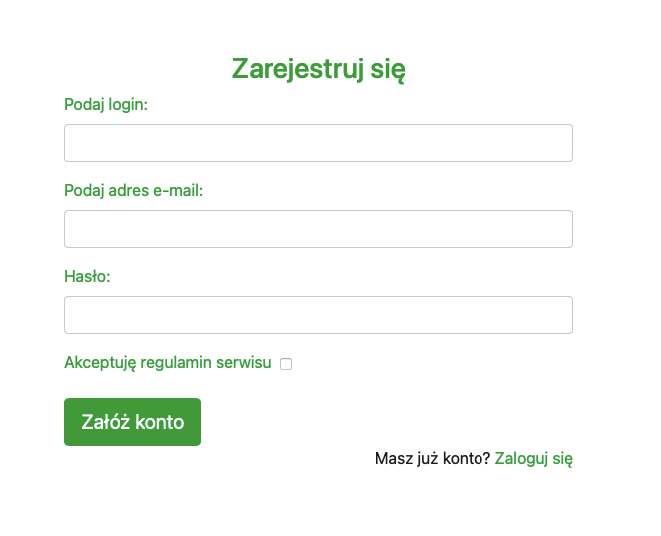 Zarejestruj się
Podaj login:
Podaj adres e-mail:
Hasło:
Akceptuję regulamin serwisu
Załóż konto
Masz już konto? Zaloguj się